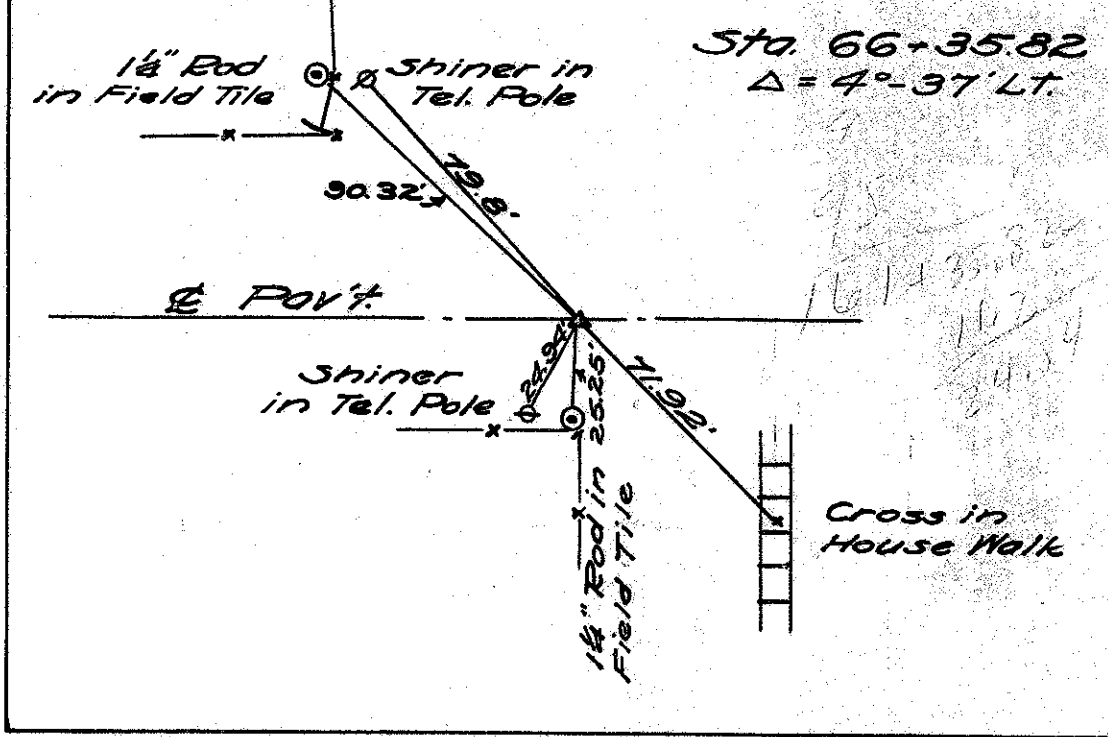 Sta. 66+35.82
Δ = 4°-37' Lt.
1¼" Rod
in Field Tile
Shiner in
Tel. Pole
79.8'
90.32'
℄ Pav't.
Shiner
in Tel. Pole
24.94'
25.25'
71.92'
1¼" Rod in
Field Tile
Cross in
House Walk